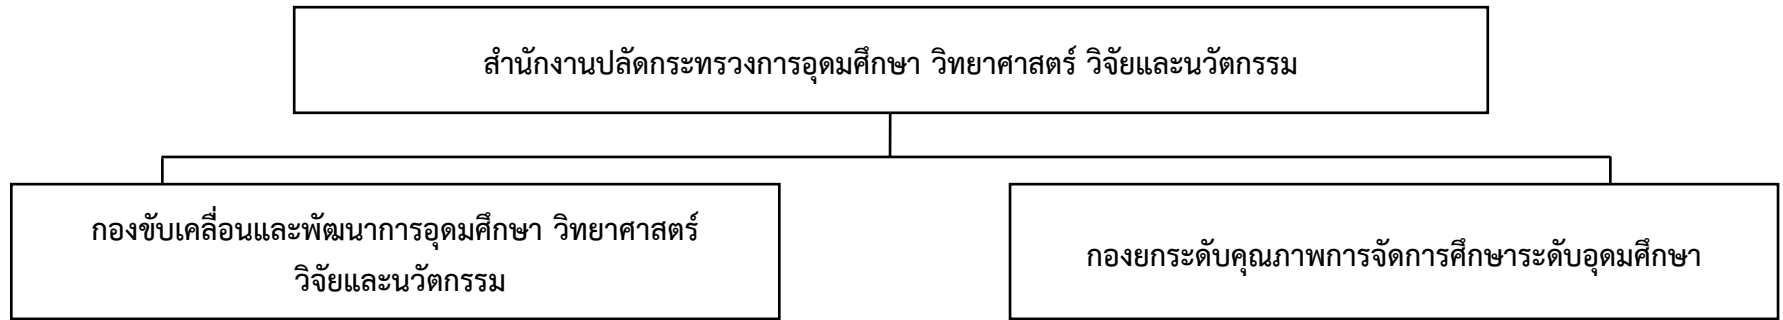 สำนักงานปลัดกระทรวงการอุดมศึกษา วิทยาศาสตร์ วิจัยและนวัตกรรม
กองขับเคลื่อนและพัฒนาการอุดมศึกษา วิทยาศาสตร์
วิจัยและนวัตกรรม
กองยกระดับคุณภาพการจัดการศึกษาระดับอุดมศึกษา